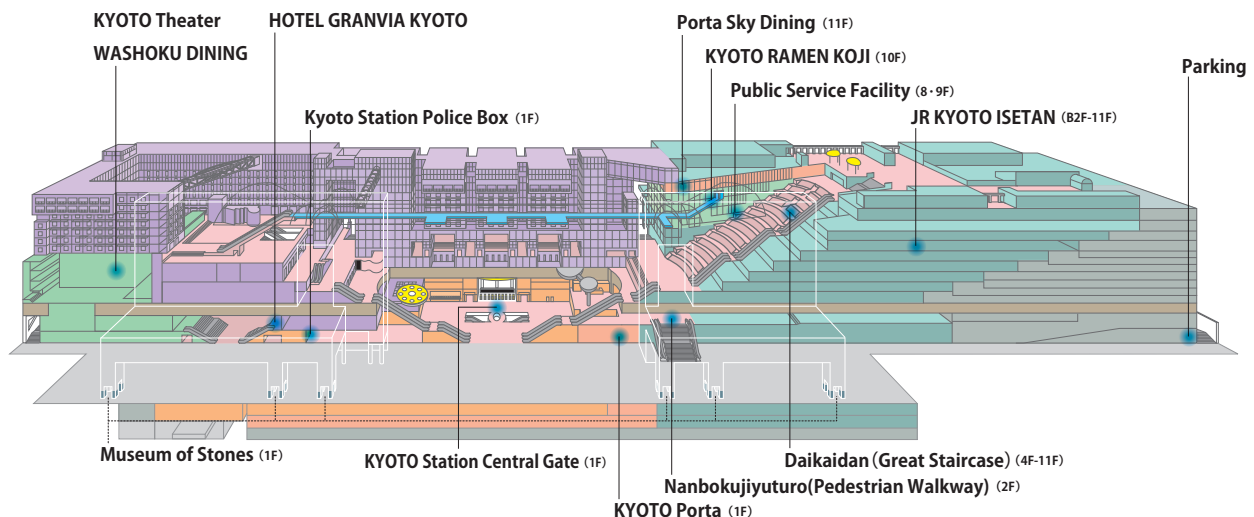 KYOTO Theater
WASHOKU DINING
HOTEL GRANVIA KYOTO
Kyoto Station Police Box (1F)
Porta Sky Dining (11F)
KYOTO RAMEN KOJI (10F)
Public Service Facility (8・9F)
JR KYOTO ISETAN (B2F-11F)
Parking
Museum of Stones (1F)
KYOTO Station Central Gate (1F)
Daikaidan (Great Staircase) (4F-11F)
Nanbokujiyuturo(Pedestrian Walkway) (2F)
KYOTO Porta (1F)